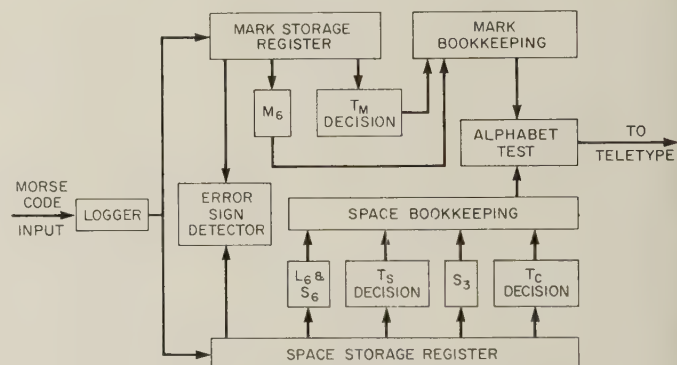 MARK STORAGE
REGISTER
MARK
BOOKKEEPING
M6
TM
DECISION
ALPHABET
TEST
TO
TELETYPE
MORSE
CODE
INPUT
LOGGER
ERROR
SIGN
DETECTOR
SPACE BOOKKEEPING
L6 &
S6
TS
DECISION
S3
TC
DECISION
SPACE STORAGE REGISTER